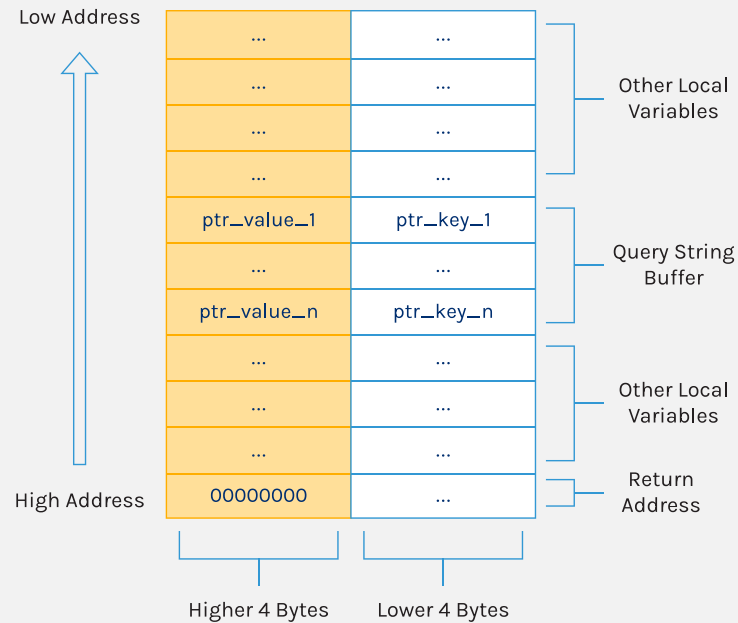 Low Address
... ...
... ...
... ...
... ...
Other Local
Variables
ptr_value_1 ptr_key_1
... ...
ptr_value_n ptr_key_n
Query String
Buffer
... ...
... ...
... ...
Other Local
Variables
High Address
00000000 ...
Return
Address
Higher 4 Bytes Lower 4 Bytes